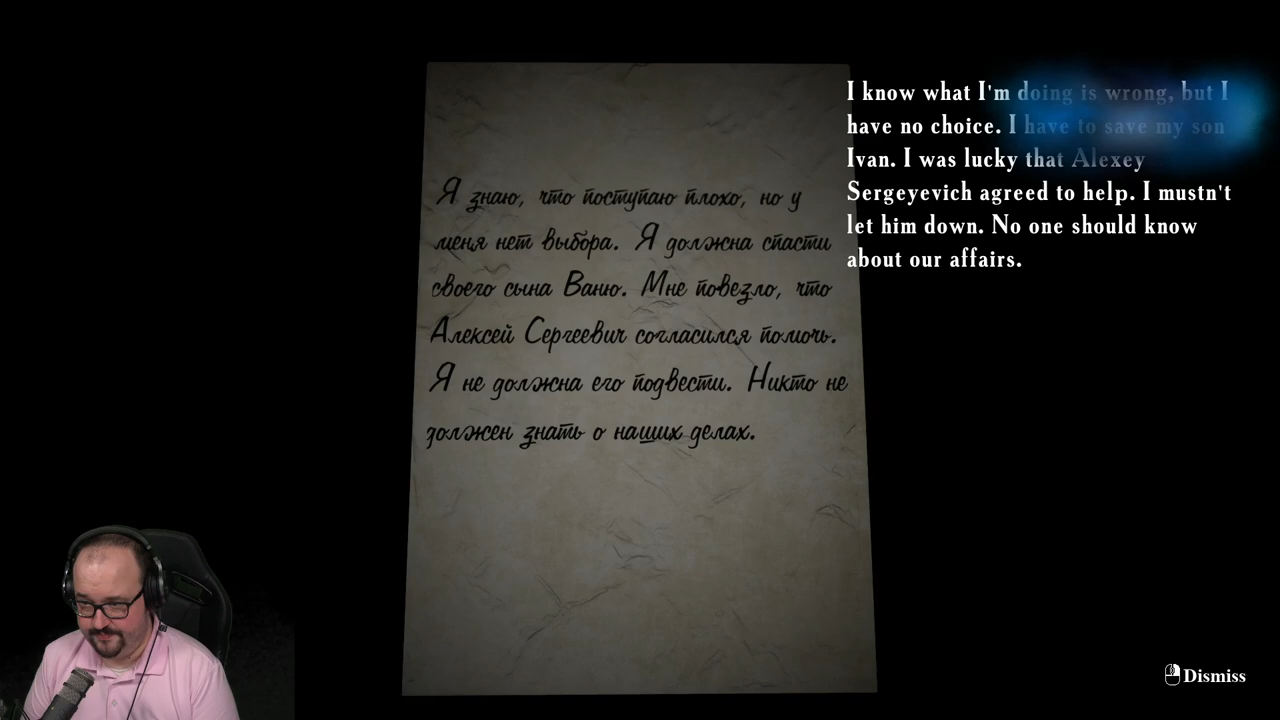 Я знаю, что поступаю плохо, но у
меня нет выбора. Я должна спасти
своего сына Ваню. Мне повезло, что
Алексей Сергеевич согласился помочь.
Я не должна его подвести. Никто не
должен знать о наших делах.
I know what I'm doing is wrong, but I
have no choice. I have to save my son
Ivan. I was lucky that Alexey
Sergeyevich agreed to help. I mustn't
let him down. No one should know
about our affairs.
Dismiss